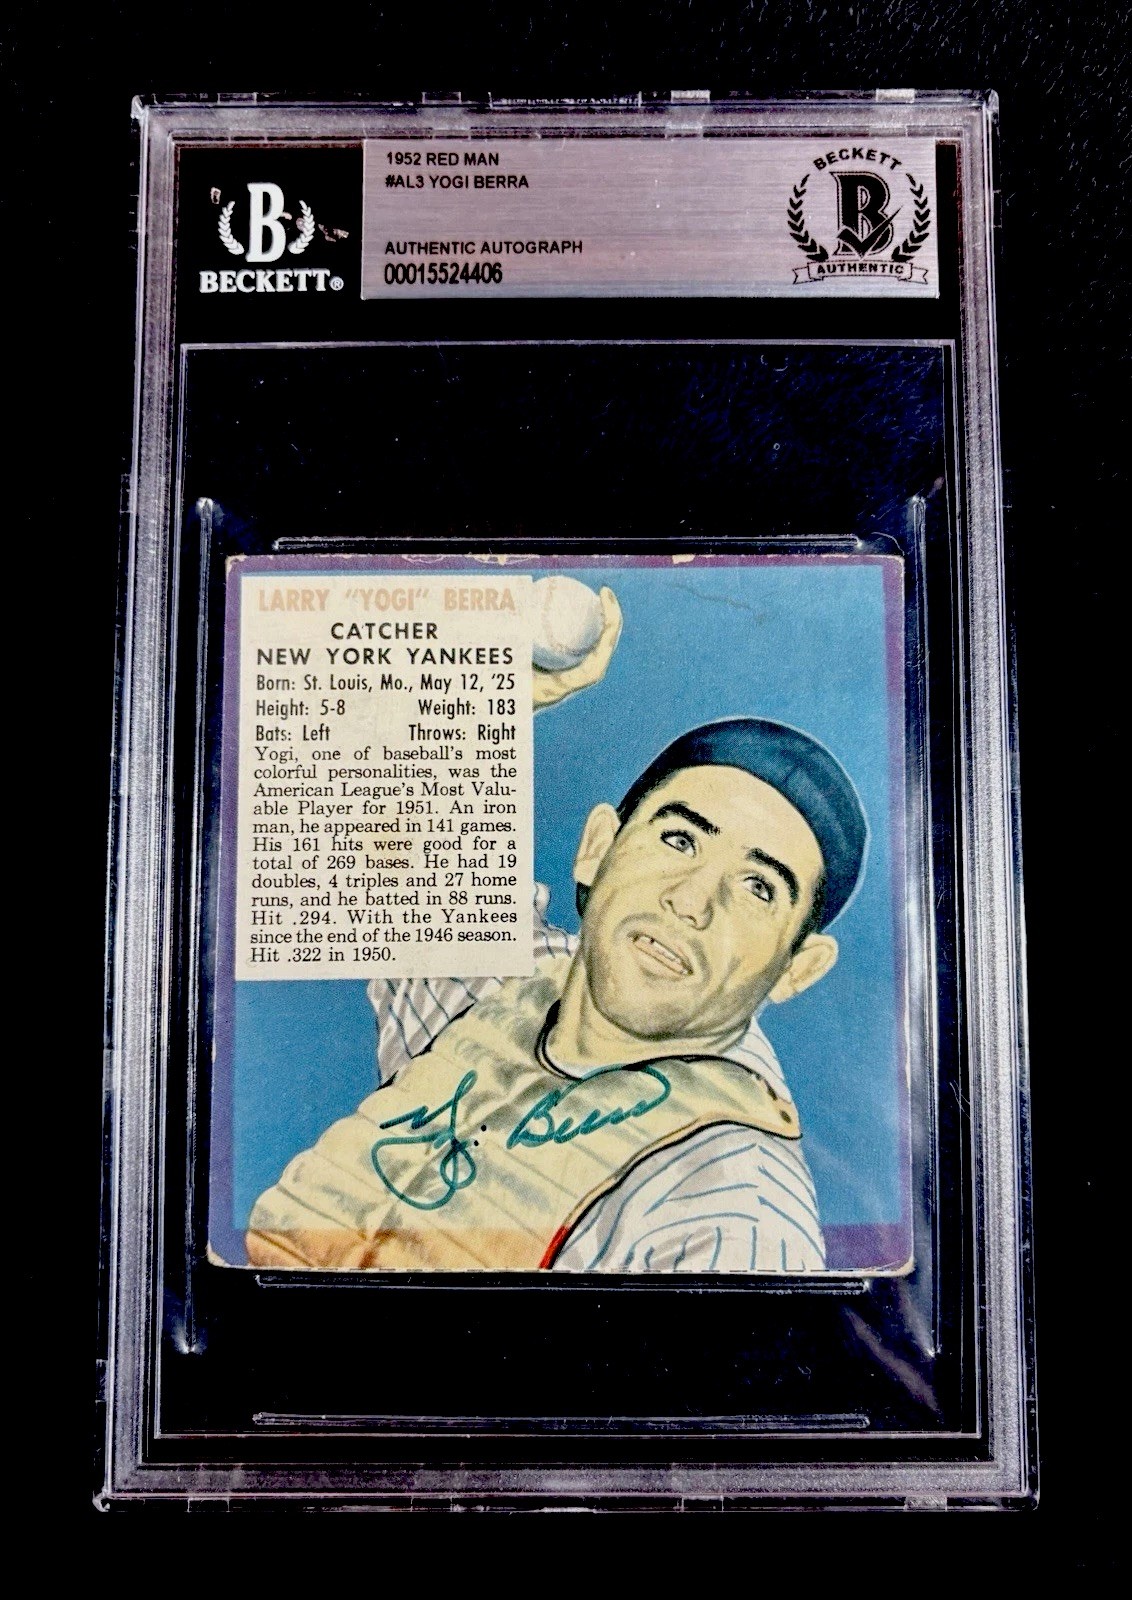 1952 RED MAN
#AL3 YOGI BERRA
AUTHENTIC AUTOGRAPH
00015524406
B
BECKETT®
BECKETT
B
AUTHENTIC
LARRY "YOGI" BERRA
CATCHER
NEW YORK YANKEES
Born: St. Louis, Mo., May 12, '25
Height: 5-8 Weight: 183
Bats: Left Throws: Right
Yogi, one of baseball's most
colorful personalities, was the
American League's Most Valu-
able Player for 1951. An iron
man, he appeared in 141 games.
His 161 hits were good for a
total of 269 bases. He had 19
doubles, 4 triples and 27 home
runs, and he batted in 88 runs.
Hit .294. With the Yankees
since the end of the 1946 season.
Hit .322 in 1950.
Yogi Berra